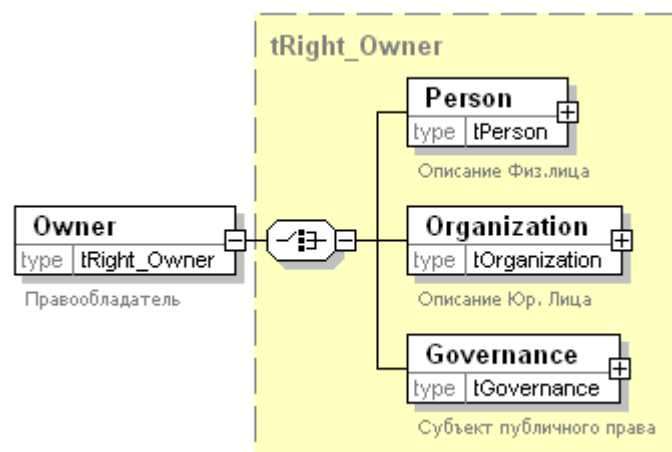 tRight_Owner
Person
type tPerson
Описание Физ.лица
Owner
type tRight_Owner
Правообладатель
Organization
type tOrganization
Описание Юр. Лица
Governance
type tGovernance
Субъект публичного права